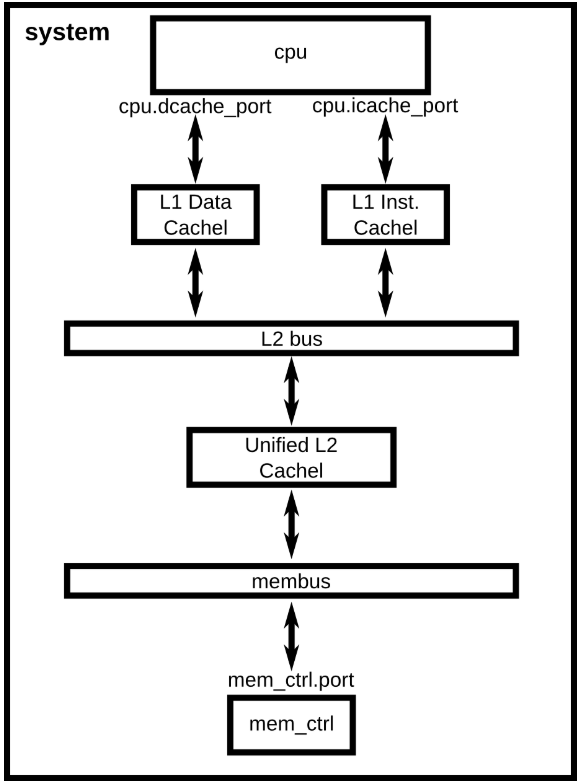 system
cpu
cpu.dcache_port
cpu.icache_port
L1 Data
Cachel
L1 Inst.
Cachel
L2 bus
Unified L2
Cachel
membus
mem_ctrl.port
mem_ctrl